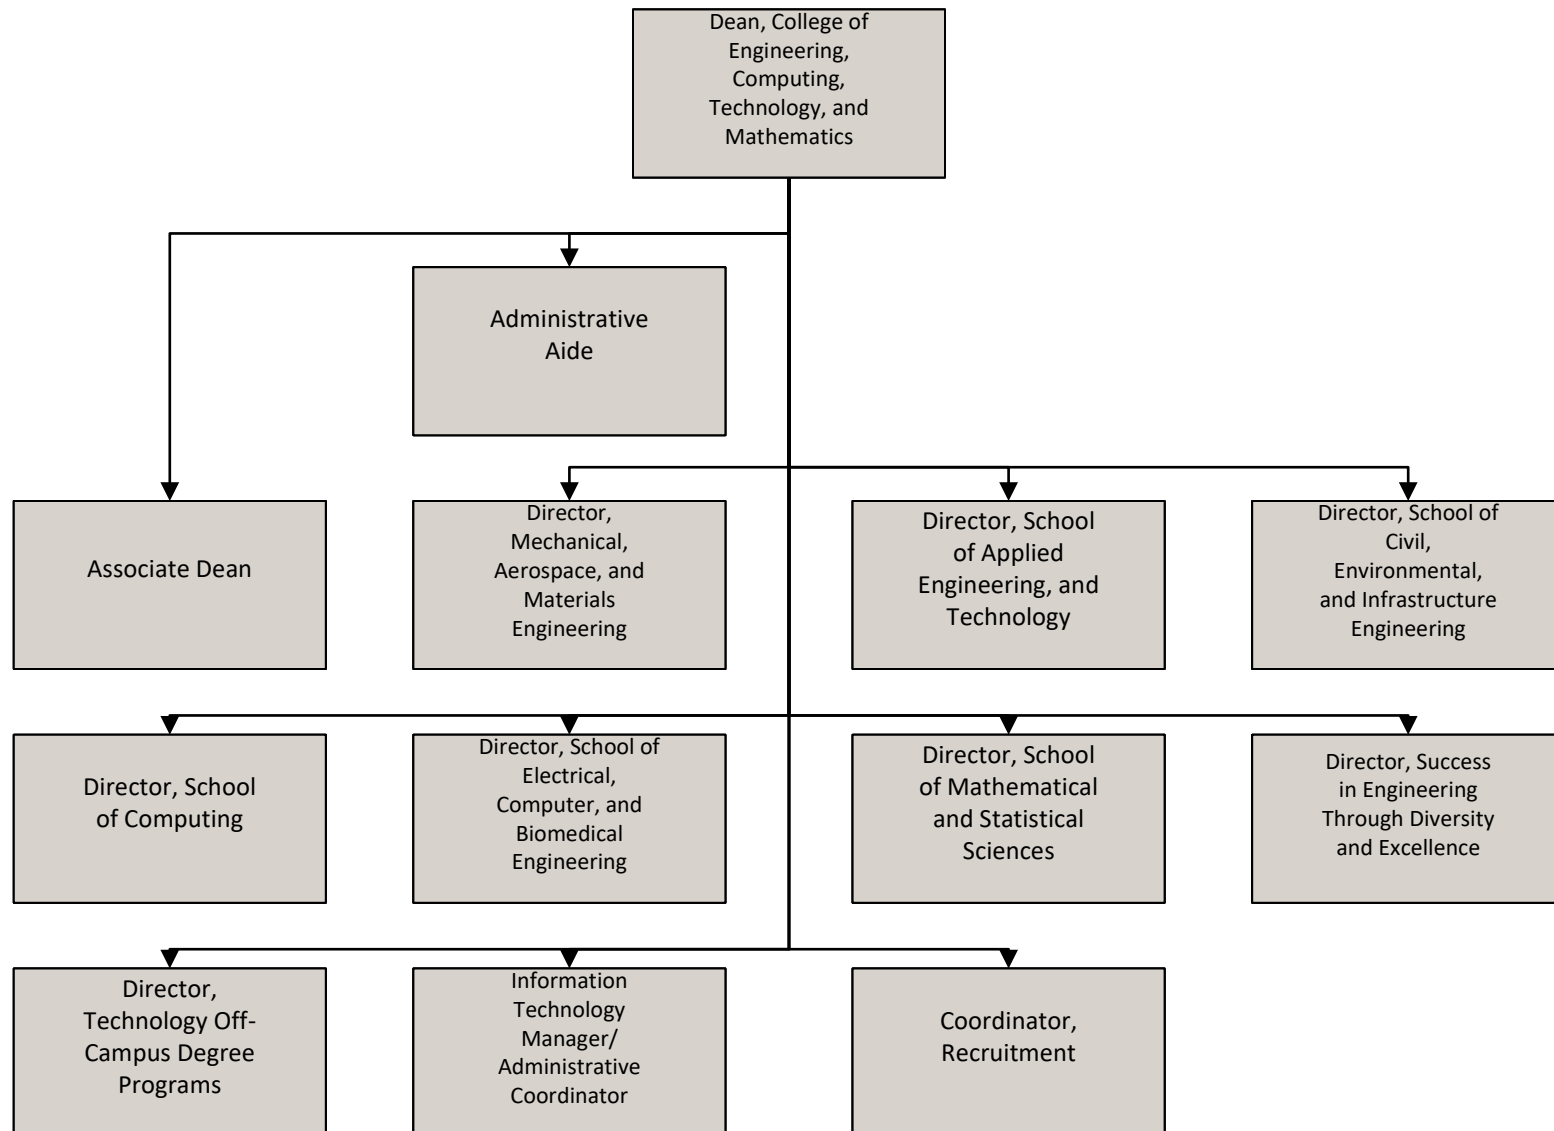 Dean, College of
Engineering,
Computing,
Technology, and
Mathematics
Administrative
Aide
Associate Dean
Director,
Mechanical,
Aerospace, and
Materials
Engineering
Director, School
of Applied
Engineering, and
Technology
Director, School of
Civil,
Environmental,
and Infrastructure
Engineering
Director, School
of Computing
Director, School of
Electrical,
Computer, and
Biomedical
Engineering
Director, School
of Mathematical
and Statistical
Sciences
Director, Success
in Engineering
Through Diversity
and Excellence
Director,
Technology Off-
Campus Degree
Programs
Information
Technology
Manager/
Administrative
Coordinator
Coordinator,
Recruitment